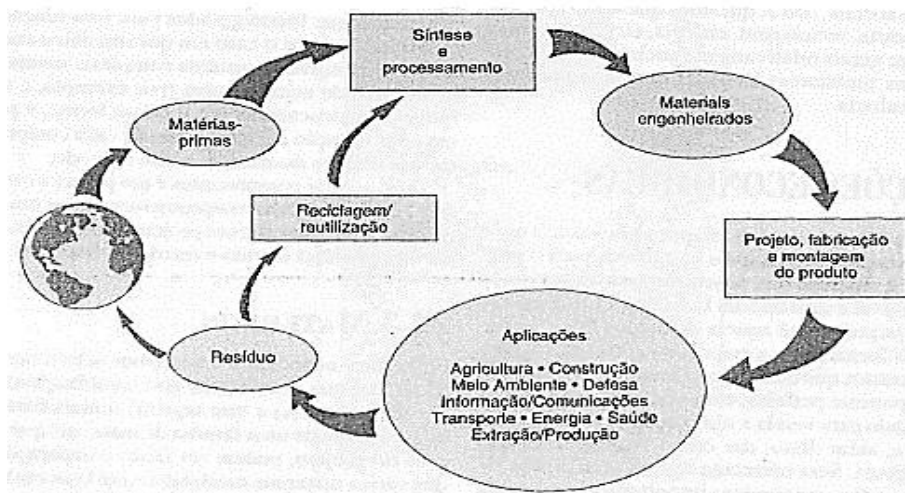 Síntese
e
processamento
Matérias-
primas
Materiais
engenheirados
Reciclagem/
reutilização
Projeto, fabricação
e montagem
do produto
Resíduo
Aplicações
Agricultura • Construção
Meio Ambiente • Defesa
Informação/Comunicações
Transporte • Energia • Saúde
Extração/Produção